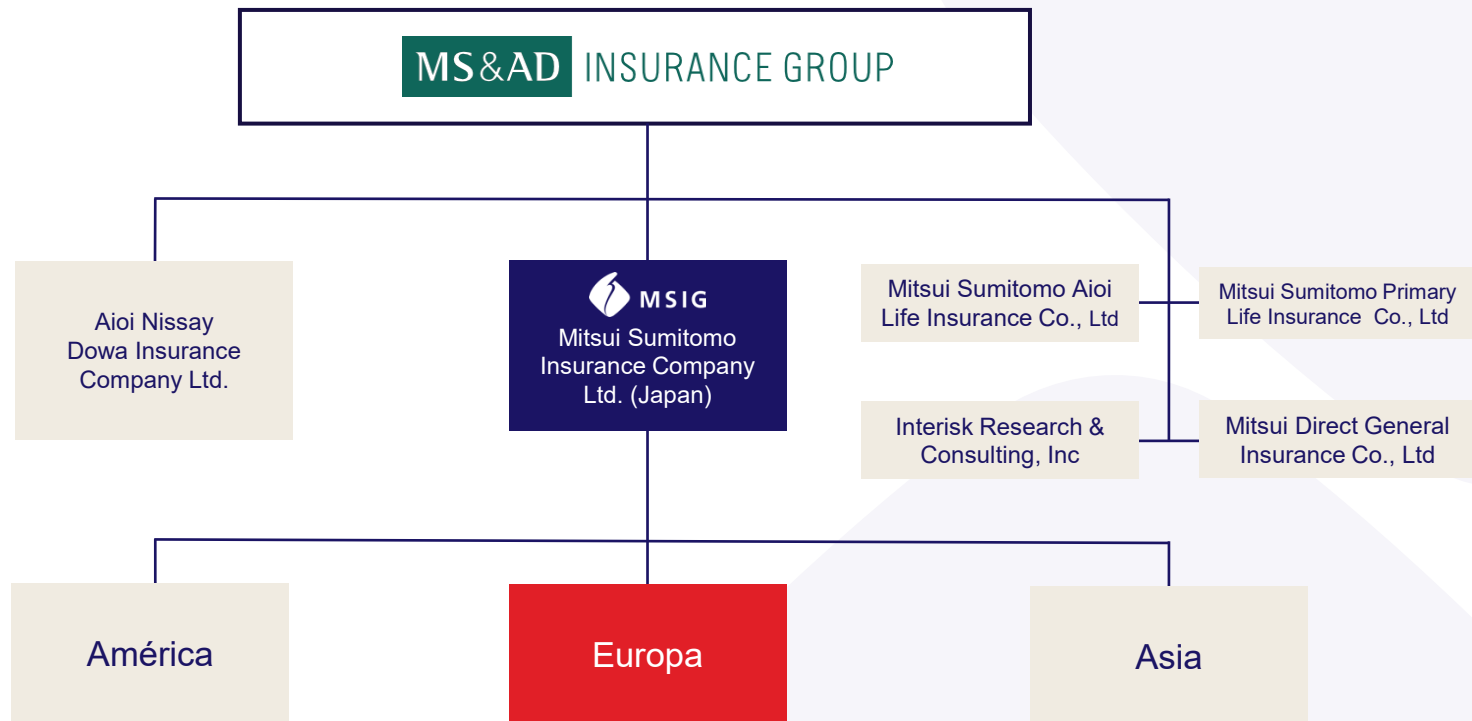 MS&AD INSURANCE GROUP
Aioi Nissay
Dowa Insurance
Company Ltd.
MSIG
Mitsui Sumitomo
Insurance Company
Ltd. (Japan)
Mitsui Sumitomo Aioi
Life Insurance Co., Ltd
Mitsui Sumitomo Primary
Life Insurance Co., Ltd
Interisk Research &
Consulting, Inc
Mitsui Direct General
Insurance Co., Ltd
América
Europa
Asia